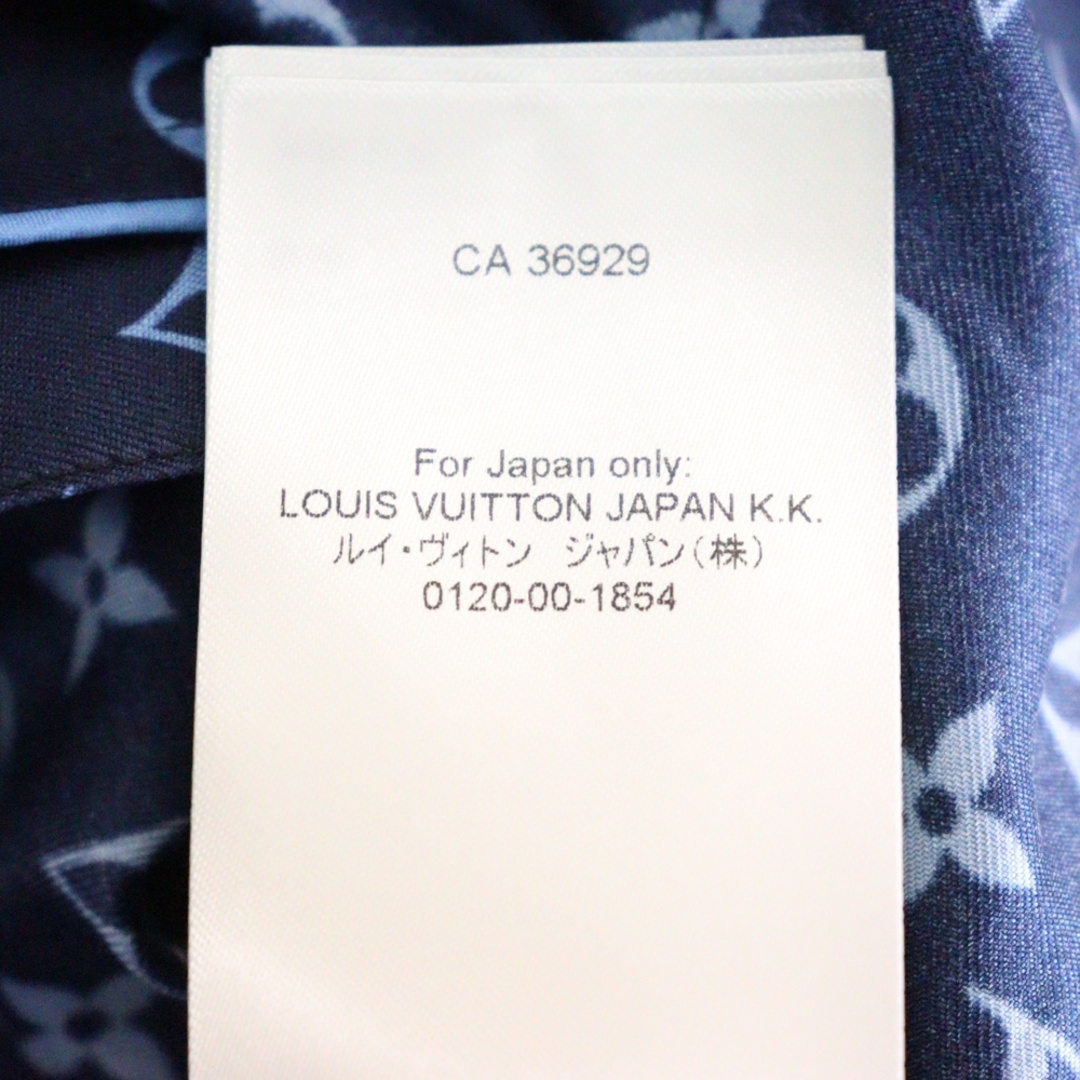 CA 36929
For Japan only:
LOUIS VUITTON JAPAN K.K.
ルイ・ヴィトン　ジャパン(株)
0120-00-1854